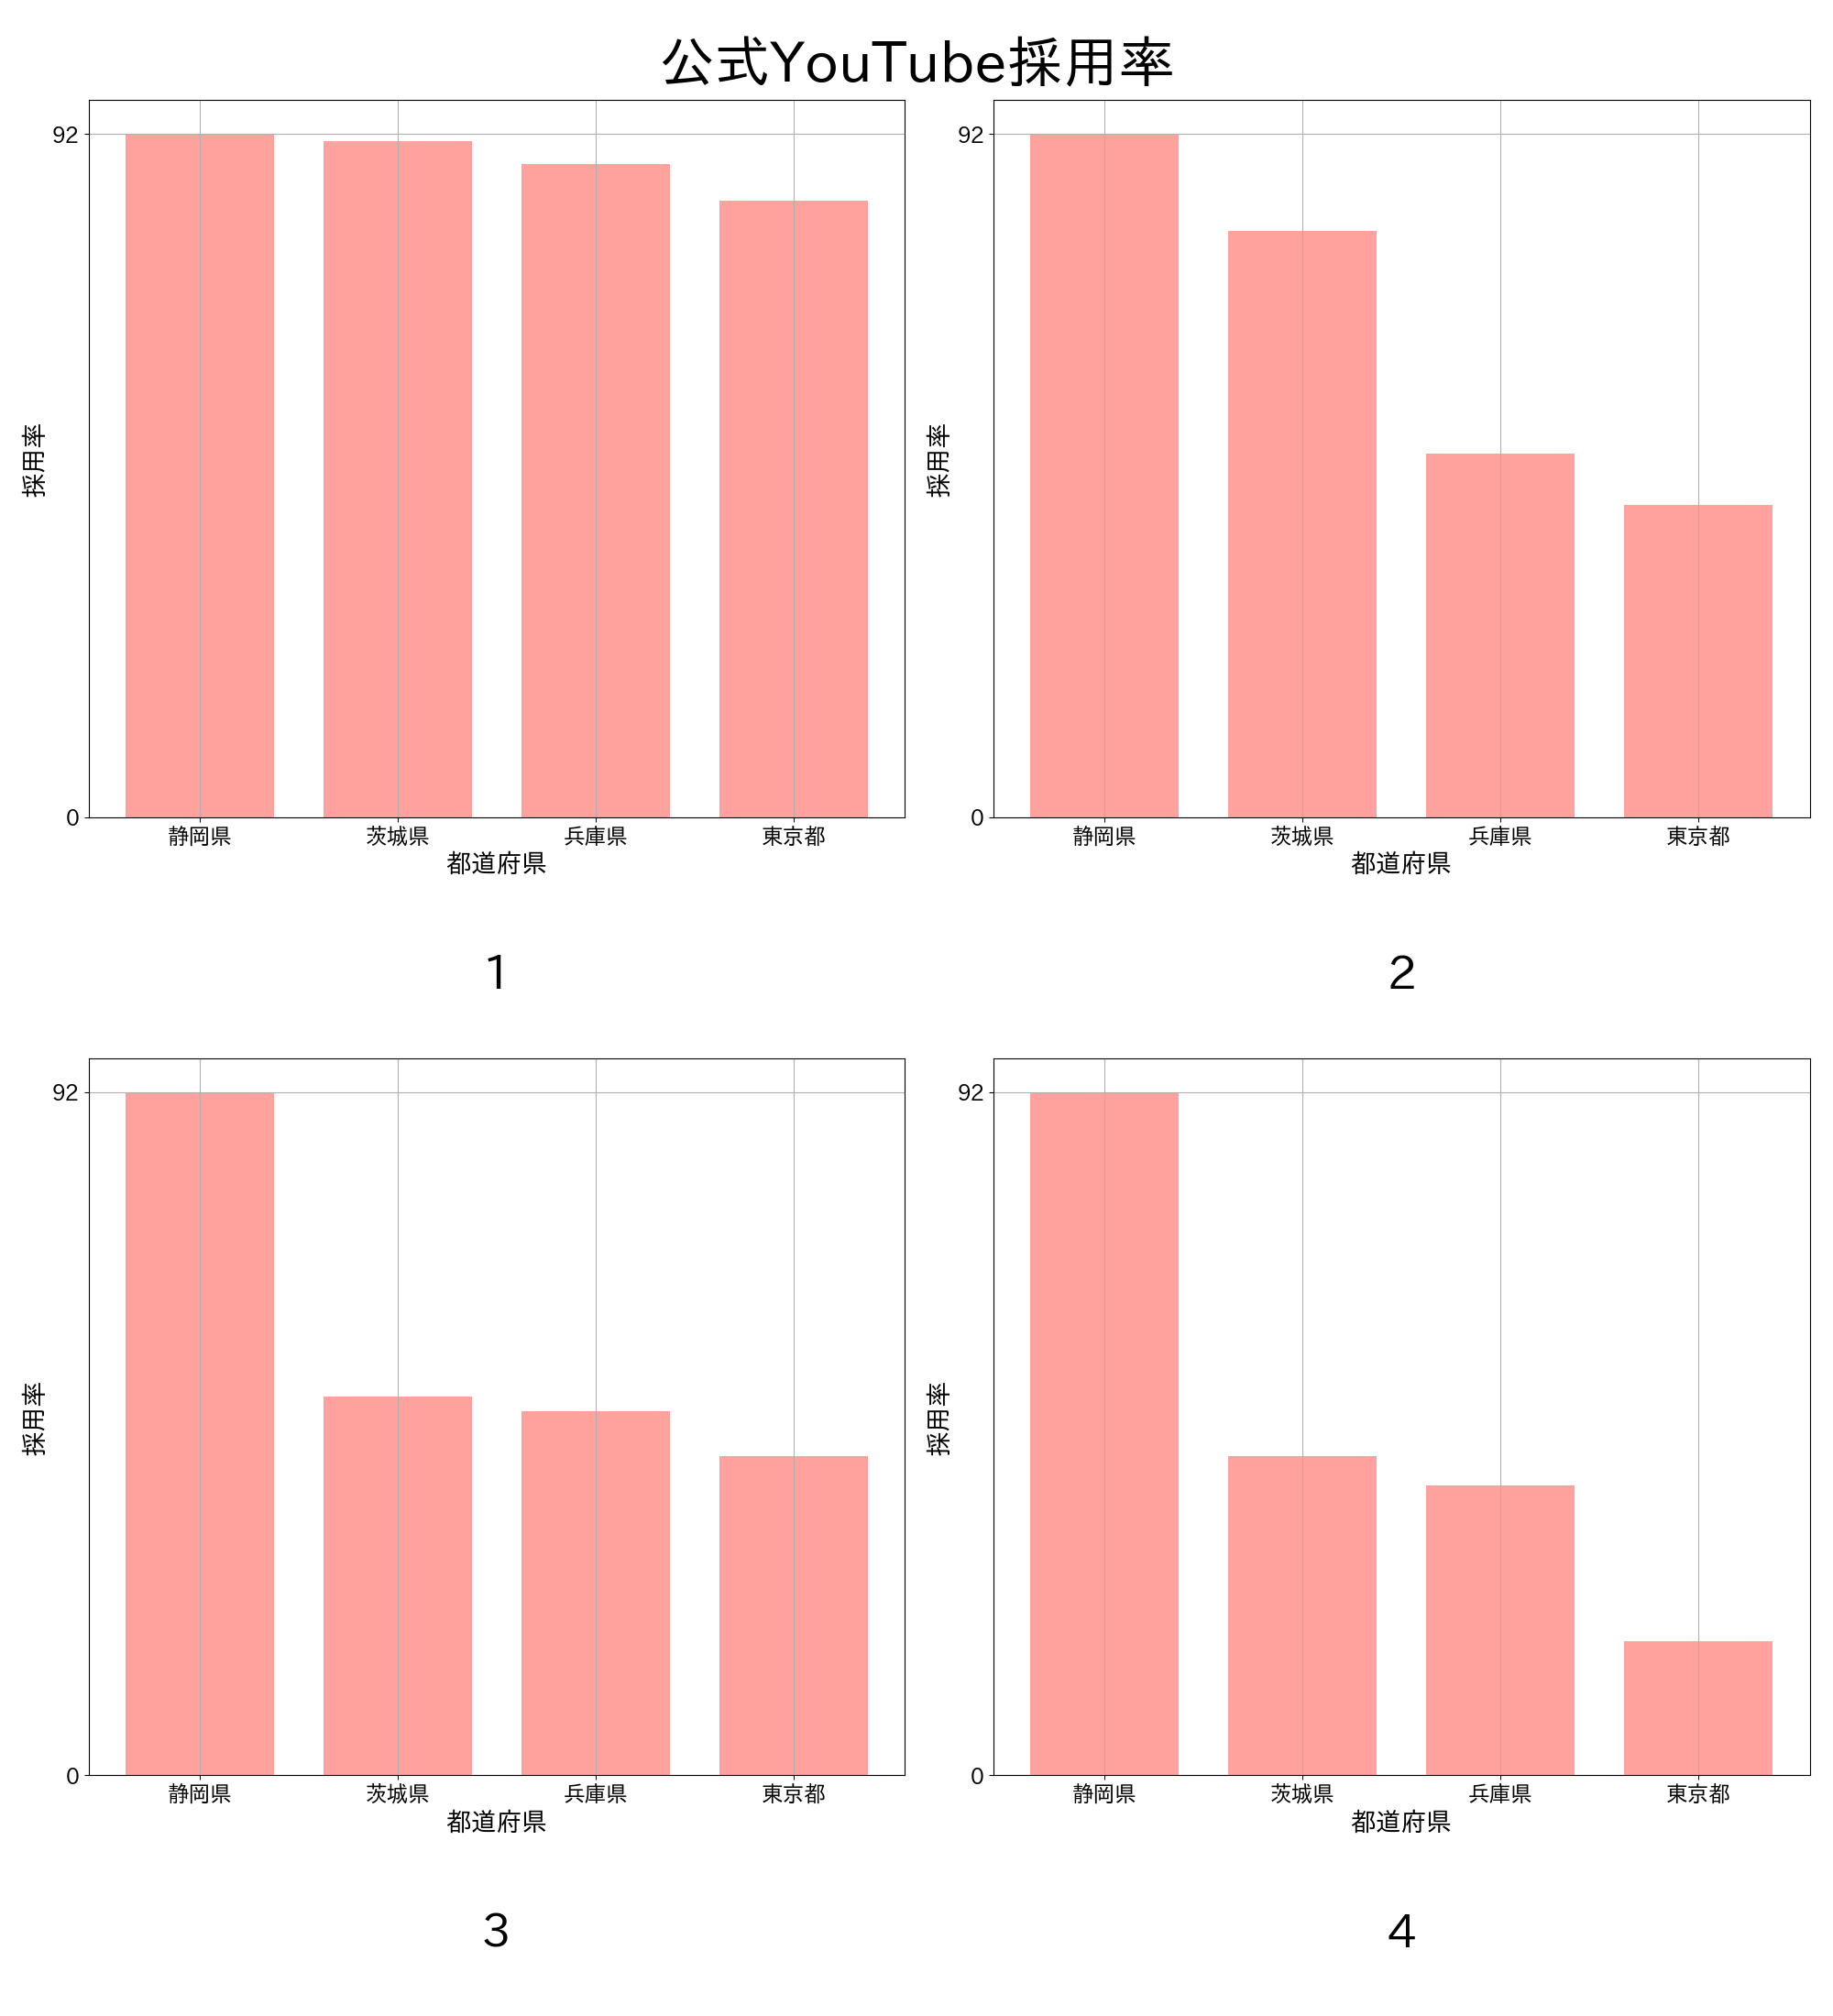 公式YouTube採用率
92
0
採用率
静岡県 茨城県 兵庫県 東京都
都道府県
1
92
0
採用率
静岡県 茨城県 兵庫県 東京都
都道府県
2
92
0
採用率
静岡県 茨城県 兵庫県 東京都
都道府県
3
92
0
採用率
静岡県 茨城県 兵庫県 東京都
都道府県
4